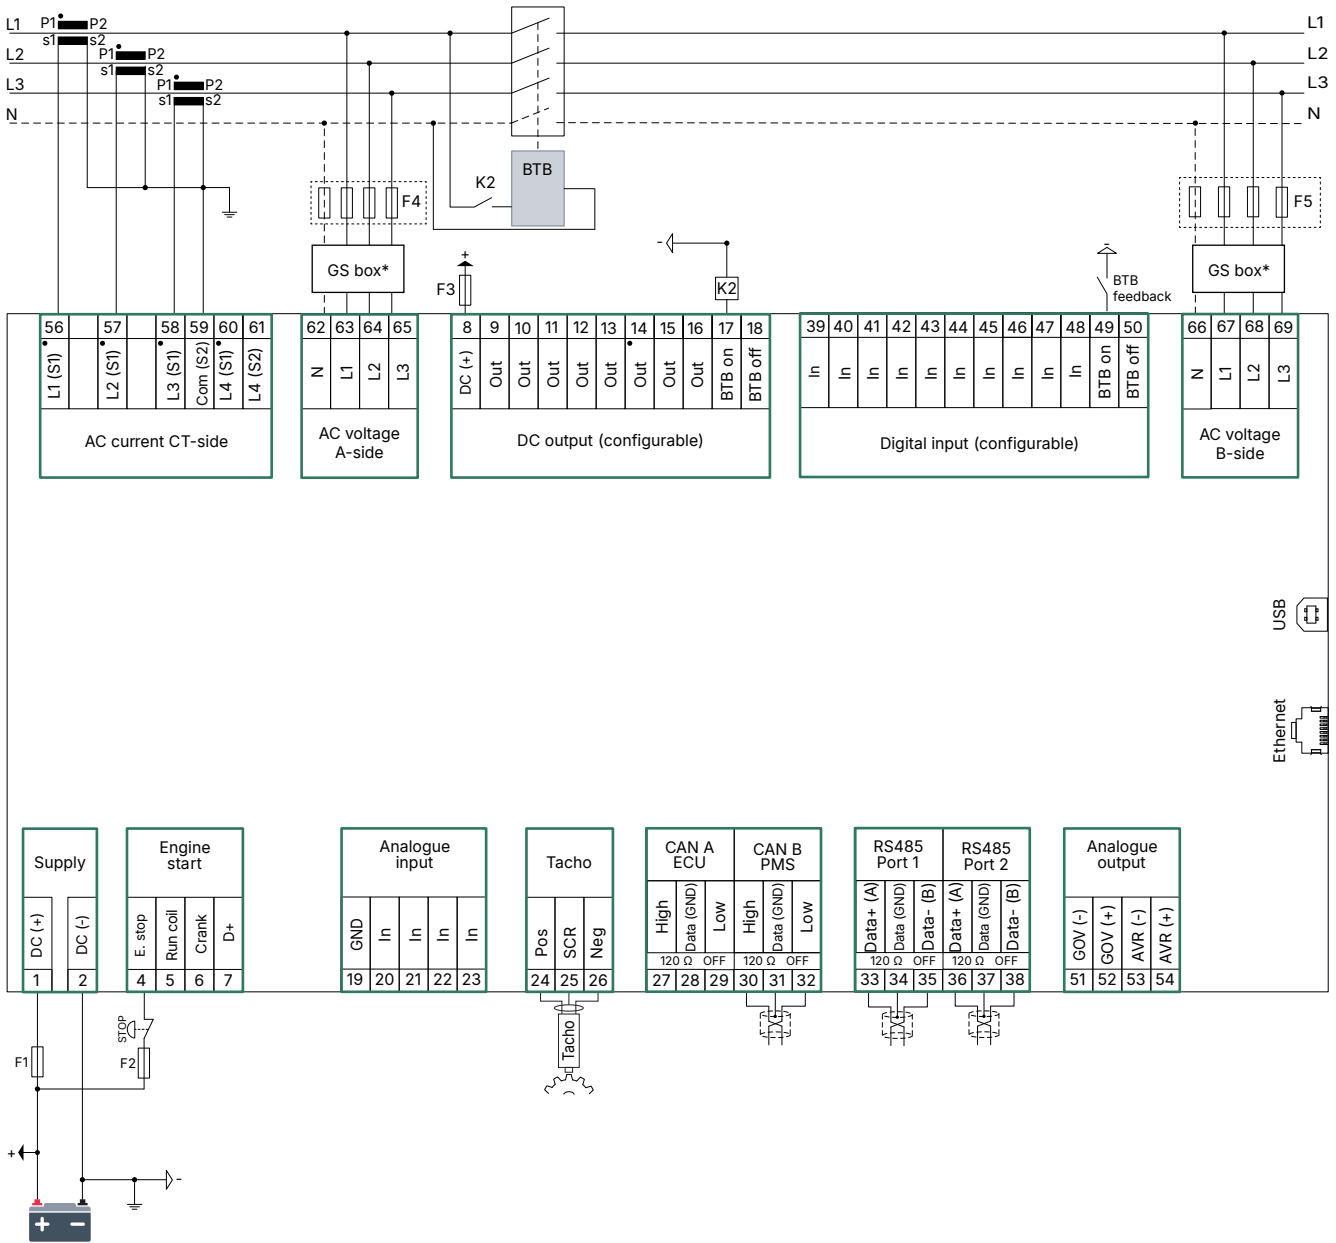 L1 P1 P2 L1
s1 s2
L2 P1 P2 L2
s1 s2
L3 P1 P2 L3
s1 s2
N N
BTB
K2
F4 F5
GS box* GS box*
F3 + - K2 - BTB
feedback
56 57 58 59 60 61
L1 (S1) L2 (S1) L3 (S1) Com (S2) L4 (S1) L4 (S2)
AC current CT-side
62 63 64 65
N L1 L2 L3
AC voltage
A-side
8 9 10 11 12 13 14 15 16 17 18
DC (+) Out Out Out Out Out Out Out Out BTB on BTB off
DC output (configurable)
39 40 41 42 43 44 45 46 47 48 49 50
In In In In In In In In In In BTB on BTB off
Digital input (configurable)
66 67 68 69
N L1 L2 L3
AC voltage
B-side
USB
Ethernet
Supply
DC (+) DC (-)
1 2
Engine
start
E. stop Run coil Crank D+
4 5 6 7
Analogue
input
GND In In In In
19 20 21 22 23
Tacho
Pos SCR Neg
24 25 26
CAN A
ECU
High Data (GND) Low
120 Ω OFF
27 28 29
CAN B
PMS
High Data (GND) Low
120 Ω OFF
30 31 32
RS485
Port 1
Data+ (A) Data (GND) Data- (B)
120 Ω OFF
33 34 35
RS485
Port 2
Data+ (A) Data (GND) Data- (B)
120 Ω OFF
36 37 38
Analogue
output
GOV (-) GOV (+) AVR (-) AVR (+)
51 52 53 54
STOP
F1 F2
Tacho
+
-
+ -